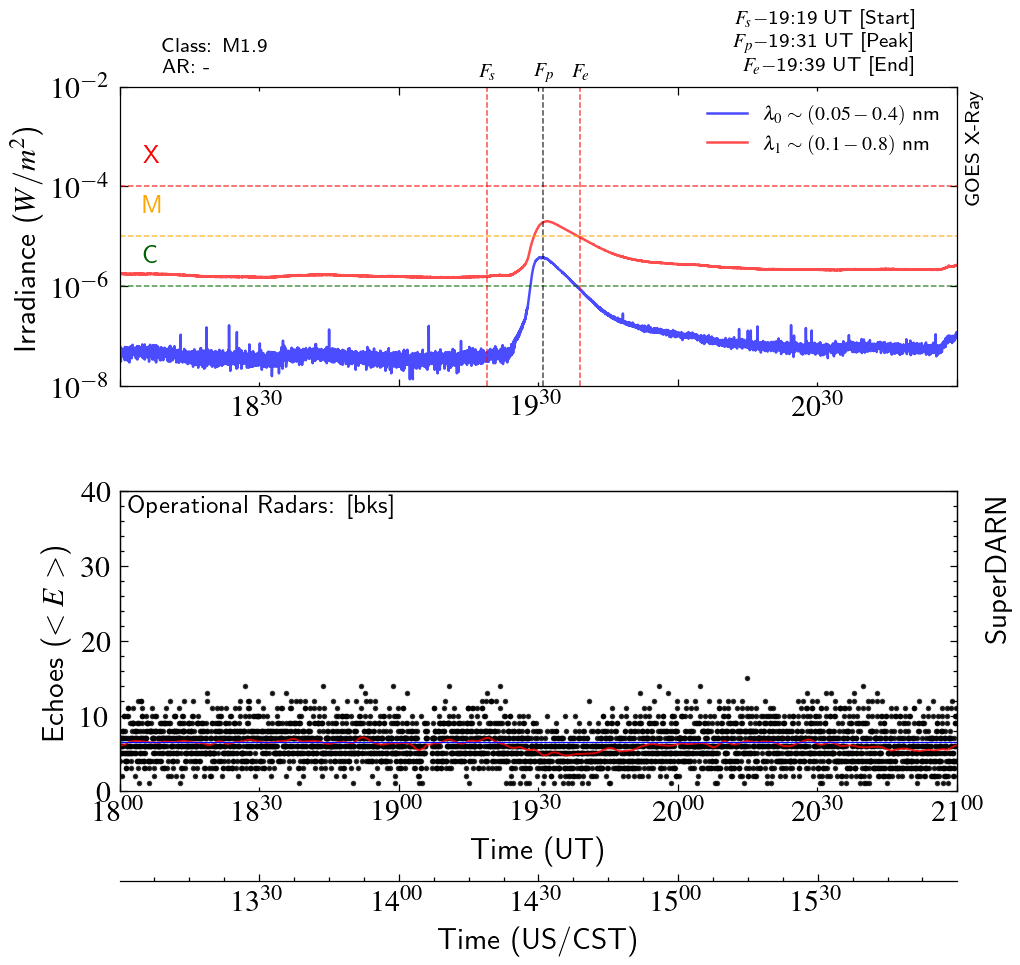 F_s−19:19 UT [Start]
Class: M1.9
F_p−19:31 UT [Peak]
AR: -
F_e−19:39 UT [End]
F_s F_p F_e
10^−2
λ_0 ∼ (0.05 − 0.4) nm
λ_1 ∼ (0.1 − 0.8) nm
GOES X-Ray
X
10^−4
M
Irradiance (W/m^2)
C
10^−6
10^−8
18^30 19^30 20^30
40
Operational Radars: [bks]
SuperDARN
30
Echoes (< E >)
20
10
0
18^00 18^30 19^00 19^30 20^00 20^30 21^00
Time (UT)
13^30 14^00 14^30 15^00 15^30
Time (US/CST)